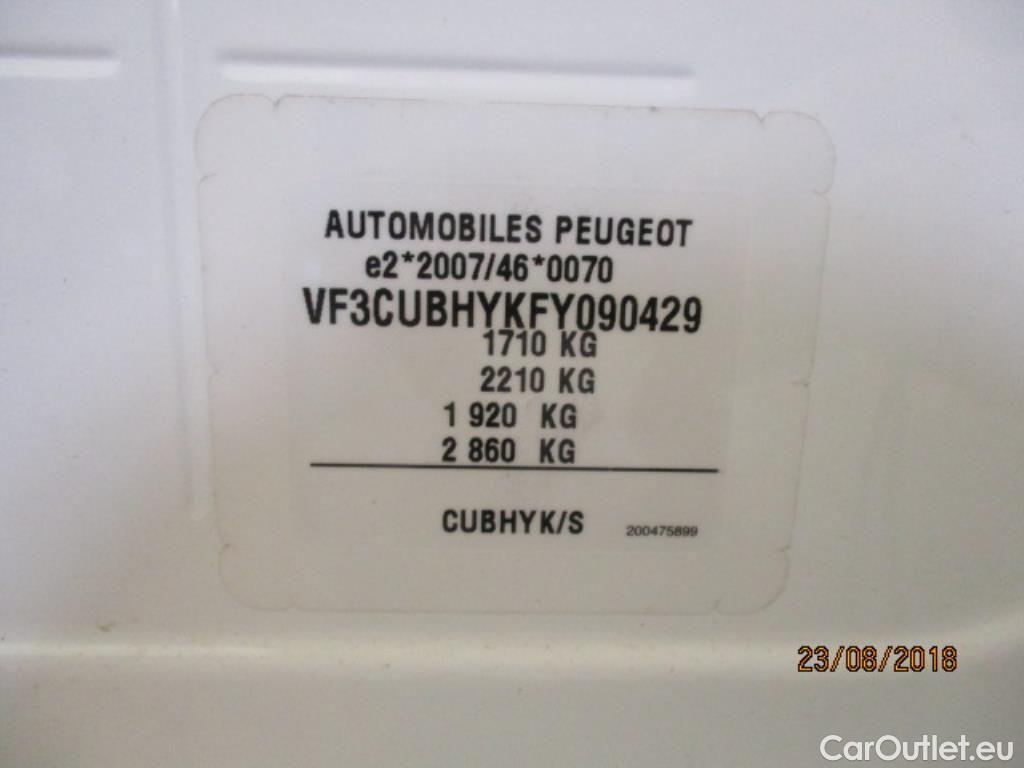 AUTOMOBILES PEUGEOT
e2*2007/46*0070
VF3CUBHYKFY090429
1710 KG
2210 KG
1 920 KG
2 860 KG
CUBHYK/S 200475899
23/08/2018
CarOutlet.eu